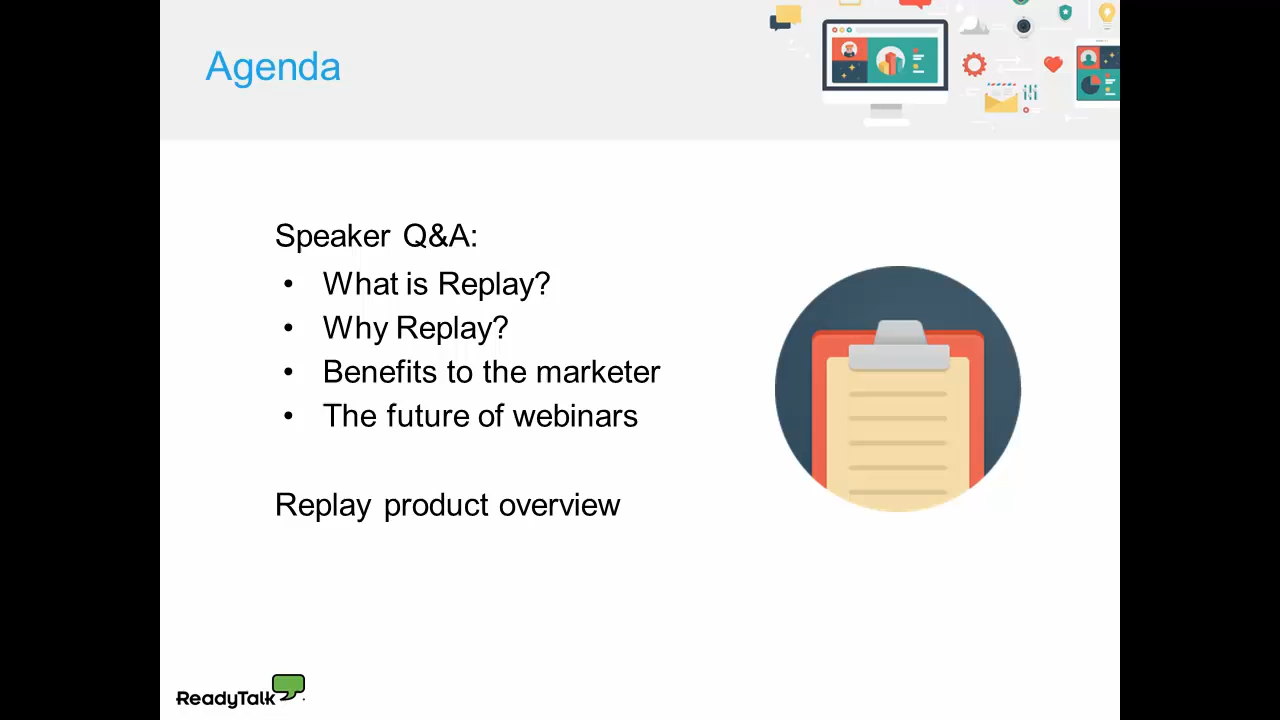 Agenda
Speaker Q&A:
• What is Replay?
• Why Replay?
• Benefits to the marketer
• The future of webinars
Replay product overview
ReadyTalk